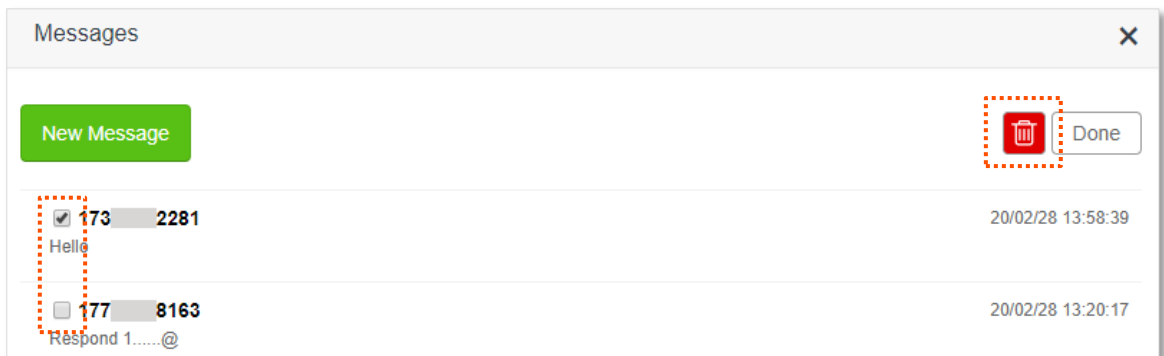 Messages
New Message
Done
173 2281
20/02/28 13:58:39
Hello
177 8163
20/02/28 13:20:17
Respond 1......@